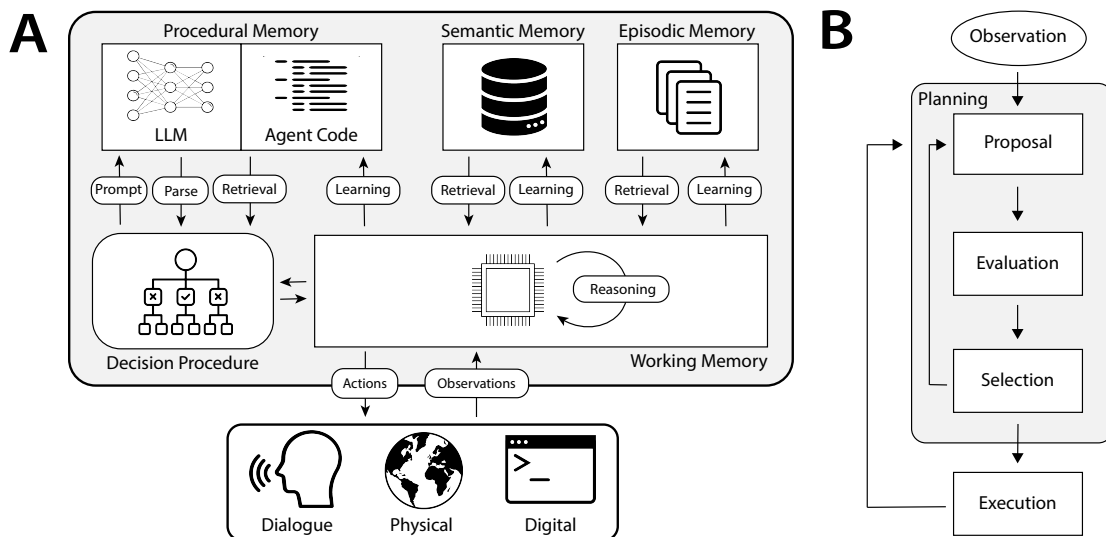 A
Procedural Memory
Semantic Memory
Episodic Memory
LLM
Agent Code
Prompt
Parse
Retrieval
Learning
Retrieval
Learning
Retrieval
Learning
Reasoning
Decision Procedure
Working Memory
Actions
Observations
Dialogue
Physical
Digital
B
Observation
Planning
Proposal
Evaluation
Selection
Execution